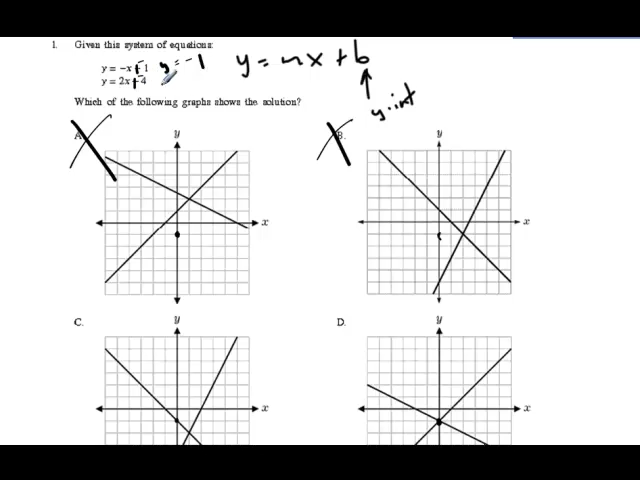 1. Given this system of equations:
y = -x - 1 y = -1 y = mx + b
y = 2x - 4
y-int
Which of the following graphs shows the solution?
A. B.
y y
x x
C. D.
y y
x x